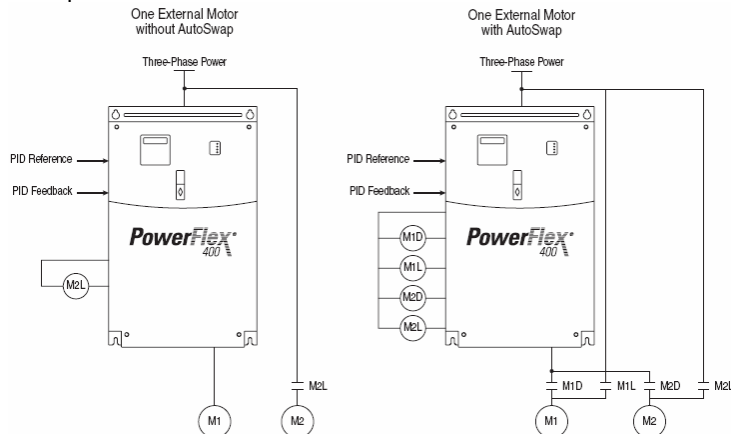 One External Motor
without AutoSwap
Three-Phase Power
PID Reference
PID Feedback
PowerFlex
400
M2L
M2L
M1
M2
One External Motor
with AutoSwap
Three-Phase Power
PID Reference
PID Feedback
M1D
M1L
M2D
M2L
PowerFlex
400
M1D
M1L
M2D
M2L
M1
M2